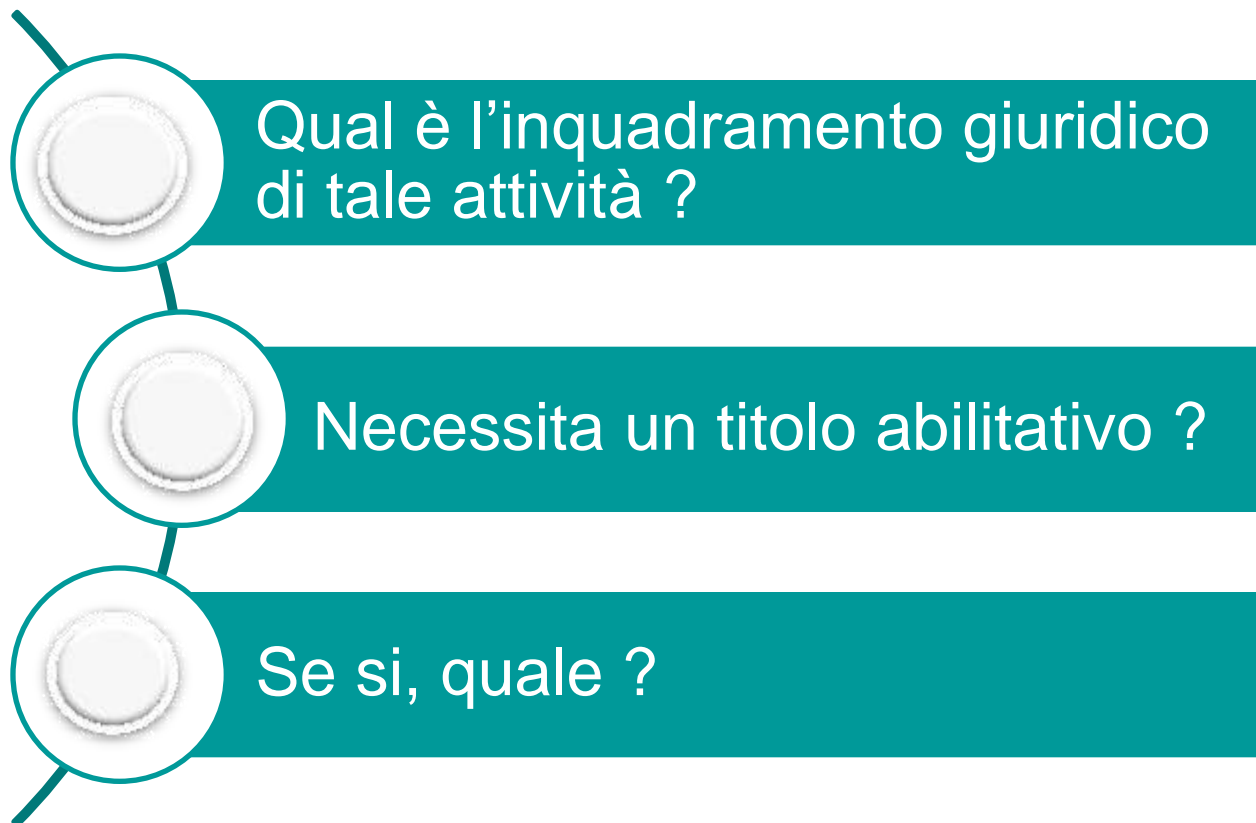 Qual è l’inquadramento giuridico
di tale attività ?
Necessita un titolo abilitativo ?
Se si, quale ?